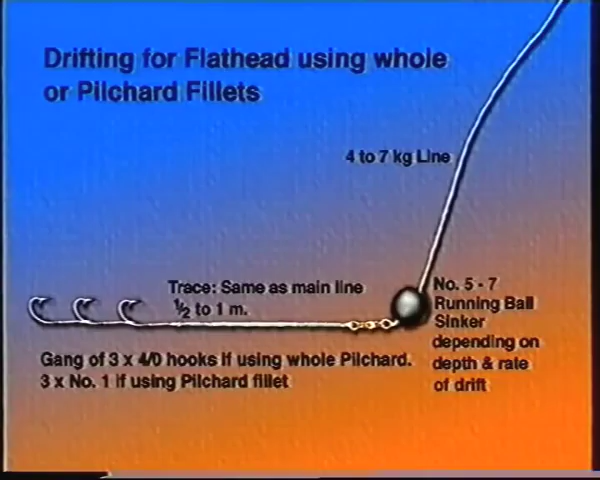 Drifting for Flathead using whole
or Pilchard Fillets
4 to 7 kg Line
Trace: Same as main line
½ to 1 m.
No. 5 - 7
Running Ball
Sinker
depending on
depth & rate
of drift
Gang of 3 x 4/0 hooks if using whole Pilchard.
3 x No. 1 if using Pilchard fillet